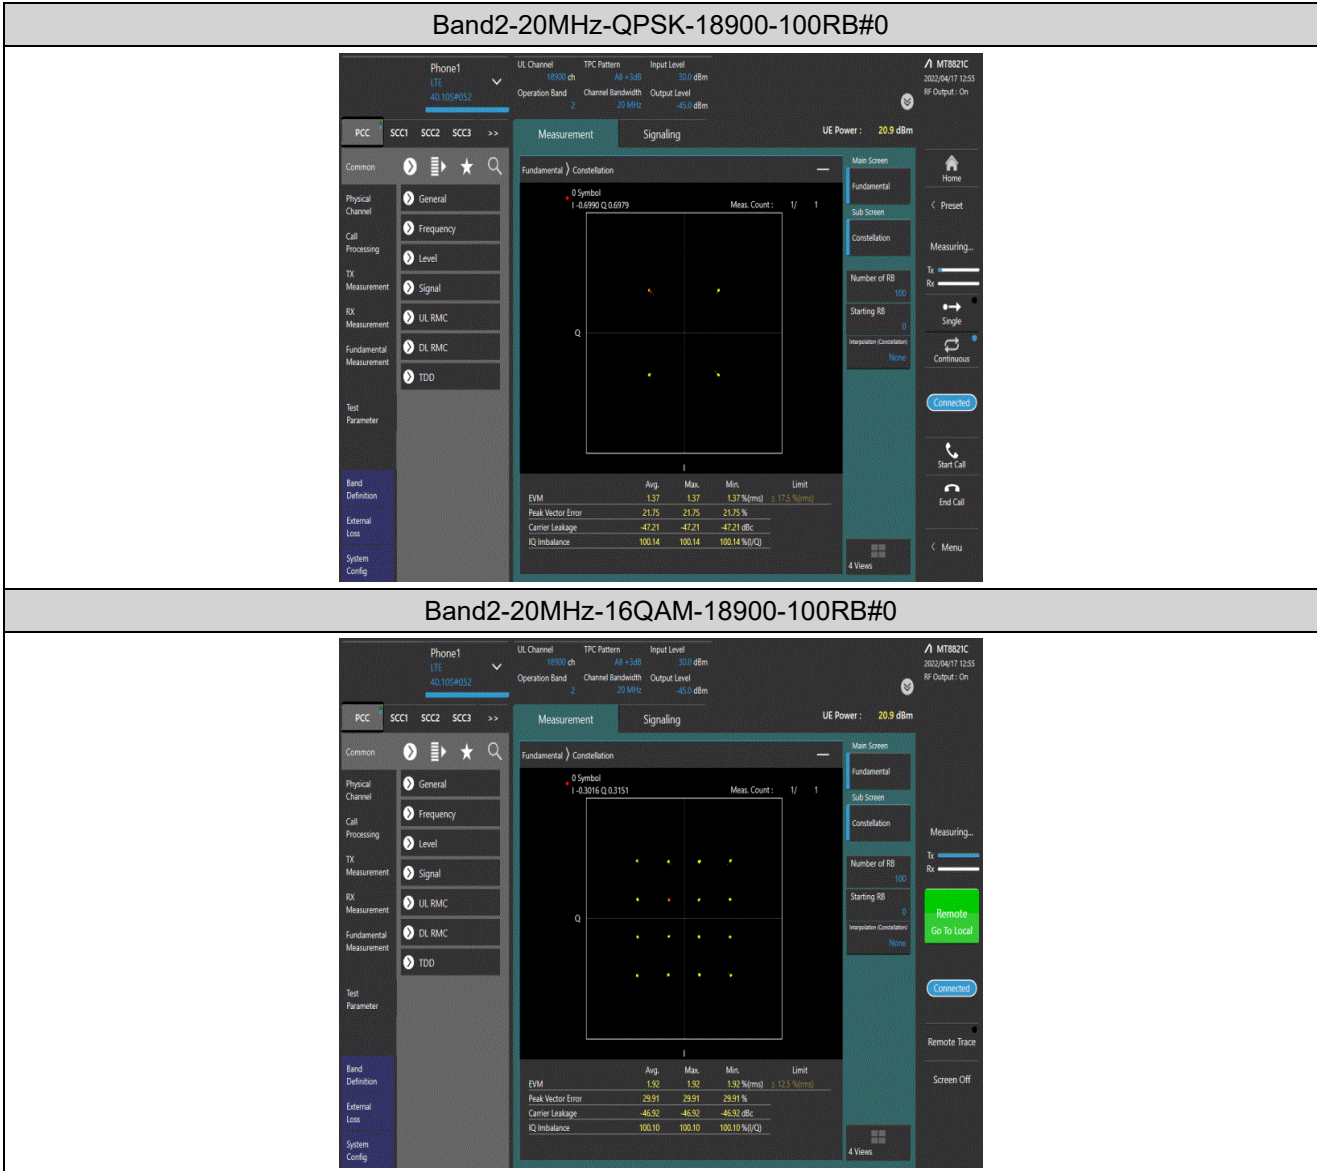 Band2-20MHz-QPSK-18900-100RB#0
Phone1
LTE
40.105#052
UL Channel TPC Pattern Input Level
18900 ch All +3dB 30.0 dBm
Operation Band Channel Bandwidth Output Level
2 20 MHz -45.0 dBm
MT8821C
2022/04/17 12:55
RF Output : On
PCC SCC1 SCC2 SCC3 >>
Measurement Signaling
UE Power : 20.9 dBm
Common
Physical Channel
Call Processing
TX Measurement
RX Measurement
Fundamental Measurement
Test Parameter
Band Definition
External Loss
System Config
General
Frequency
Level
Signal
UL RMC
DL RMC
TDD
Fundamental Constellation
0 Symbol
I -0.6990 Q 0.6979 Meas. Count : 1/ 1
Q
I
Avg. Max. Min. Limit
EVM 1.37 1.37 1.37 %(rms) ≤ 17.5 %(rms)
Peak Vector Error 21.75 21.75 21.75 %
Carrier Leakage -47.21 -47.21 -47.21 dBc
IQ Imbalance 100.14 100.14 100.14 %(I/Q)
Main Screen
Fundamental
Sub Screen
Constellation
Number of RB
100
Starting RB
0
Interpolation (Constellation)
None
4 Views
Home
< Preset
Measuring...
Tx
Rx
Single
Continuous
Connected
Start Call
End Call
< Menu
Band2-20MHz-16QAM-18900-100RB#0
Phone1
LTE
40.105#052
UL Channel TPC Pattern Input Level
18900 ch All +3dB 30.0 dBm
Operation Band Channel Bandwidth Output Level
2 20 MHz -45.0 dBm
MT8821C
2022/04/17 12:55
RF Output : On
PCC SCC1 SCC2 SCC3 >>
Measurement Signaling
UE Power : 20.9 dBm
Common
Physical Channel
Call Processing
TX Measurement
RX Measurement
Fundamental Measurement
Test Parameter
Band Definition
External Loss
System Config
General
Frequency
Level
Signal
UL RMC
DL RMC
TDD
Fundamental Constellation
0 Symbol
I -0.3016 Q 0.3151 Meas. Count : 1/ 1
Q
I
Avg. Max. Min. Limit
EVM 1.92 1.92 1.92 %(rms) ≤ 12.5 %(rms)
Peak Vector Error 29.91 29.91 29.91 %
Carrier Leakage -46.92 -46.92 -46.92 dBc
IQ Imbalance 100.10 100.10 100.10 %(I/Q)
Main Screen
Fundamental
Sub Screen
Constellation
Number of RB
100
Starting RB
0
Interpolation (Constellation)
None
4 Views
Measuring...
Tx
Rx
Remote
Go To Local
Connected
Remote Trace
Screen Off